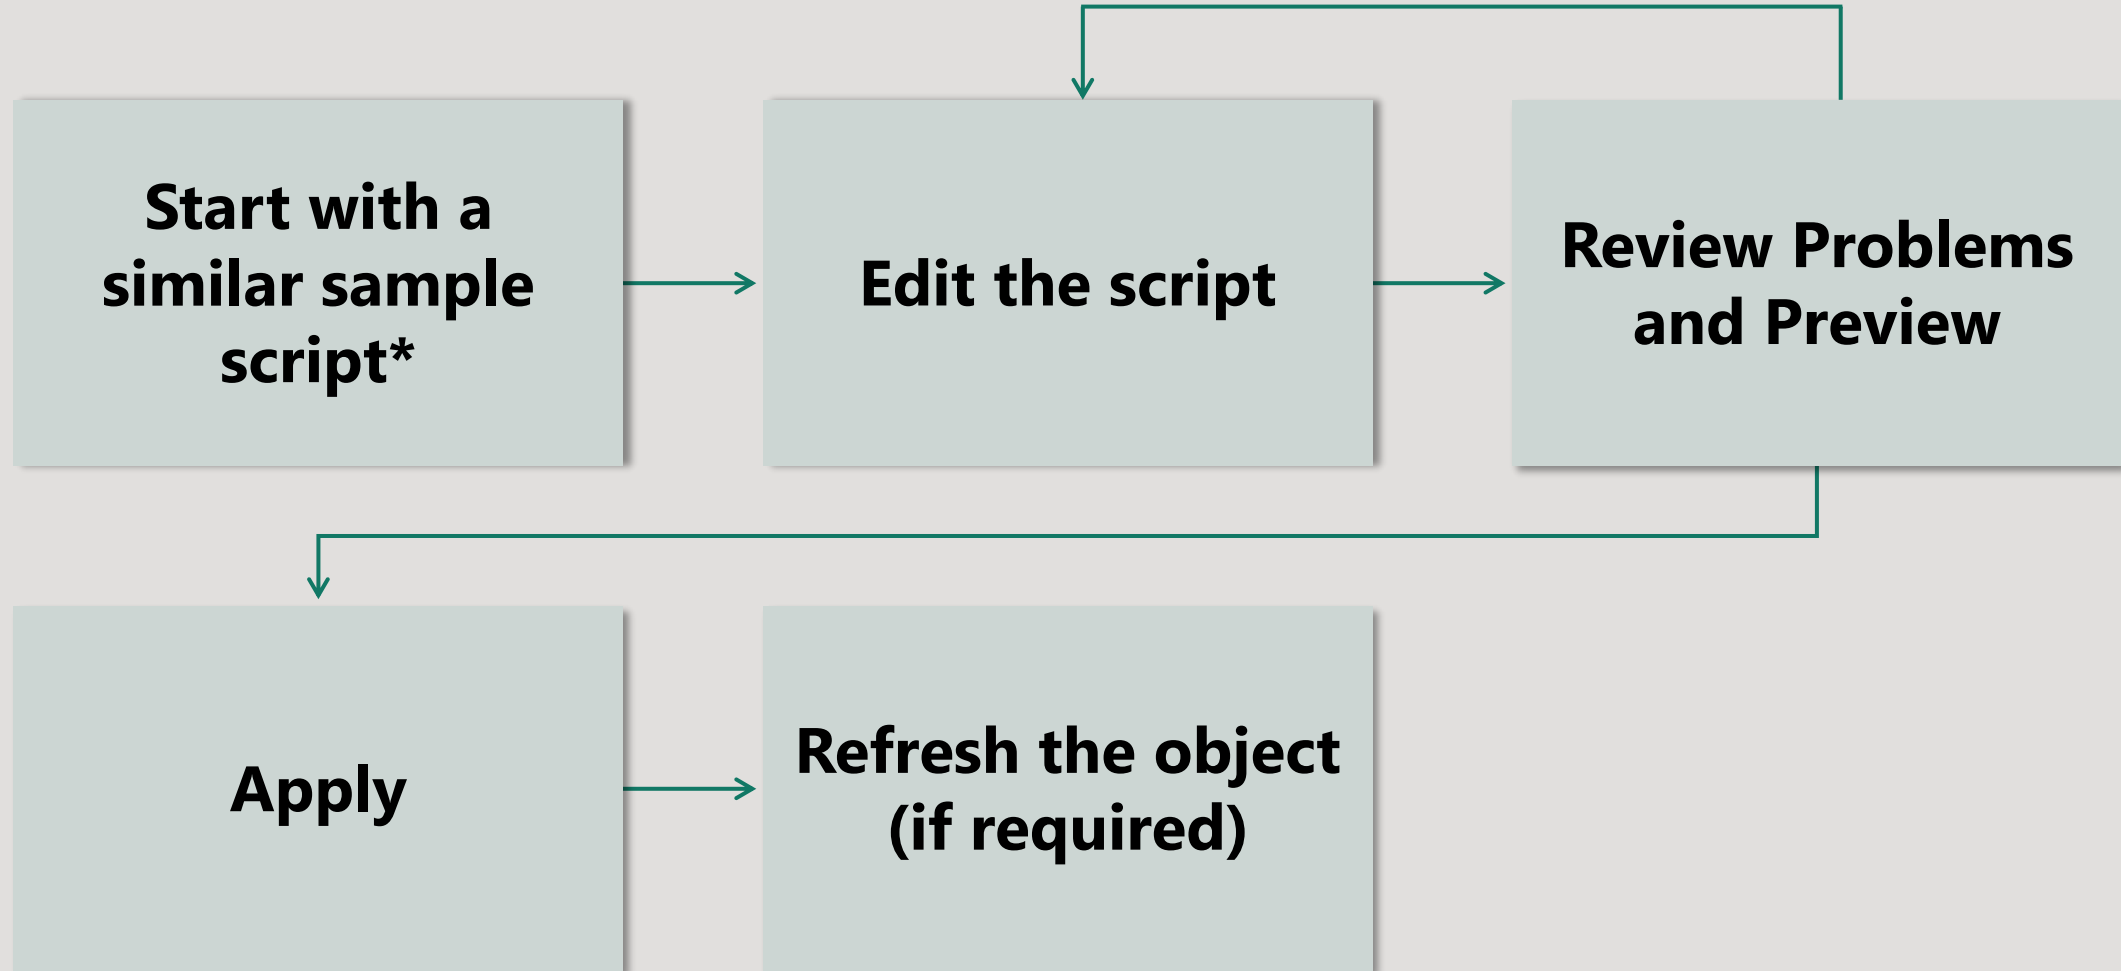 Start with a
similar sample
script*
Edit the script
Review Problems
and Preview
Apply
Refresh the object
(if required)